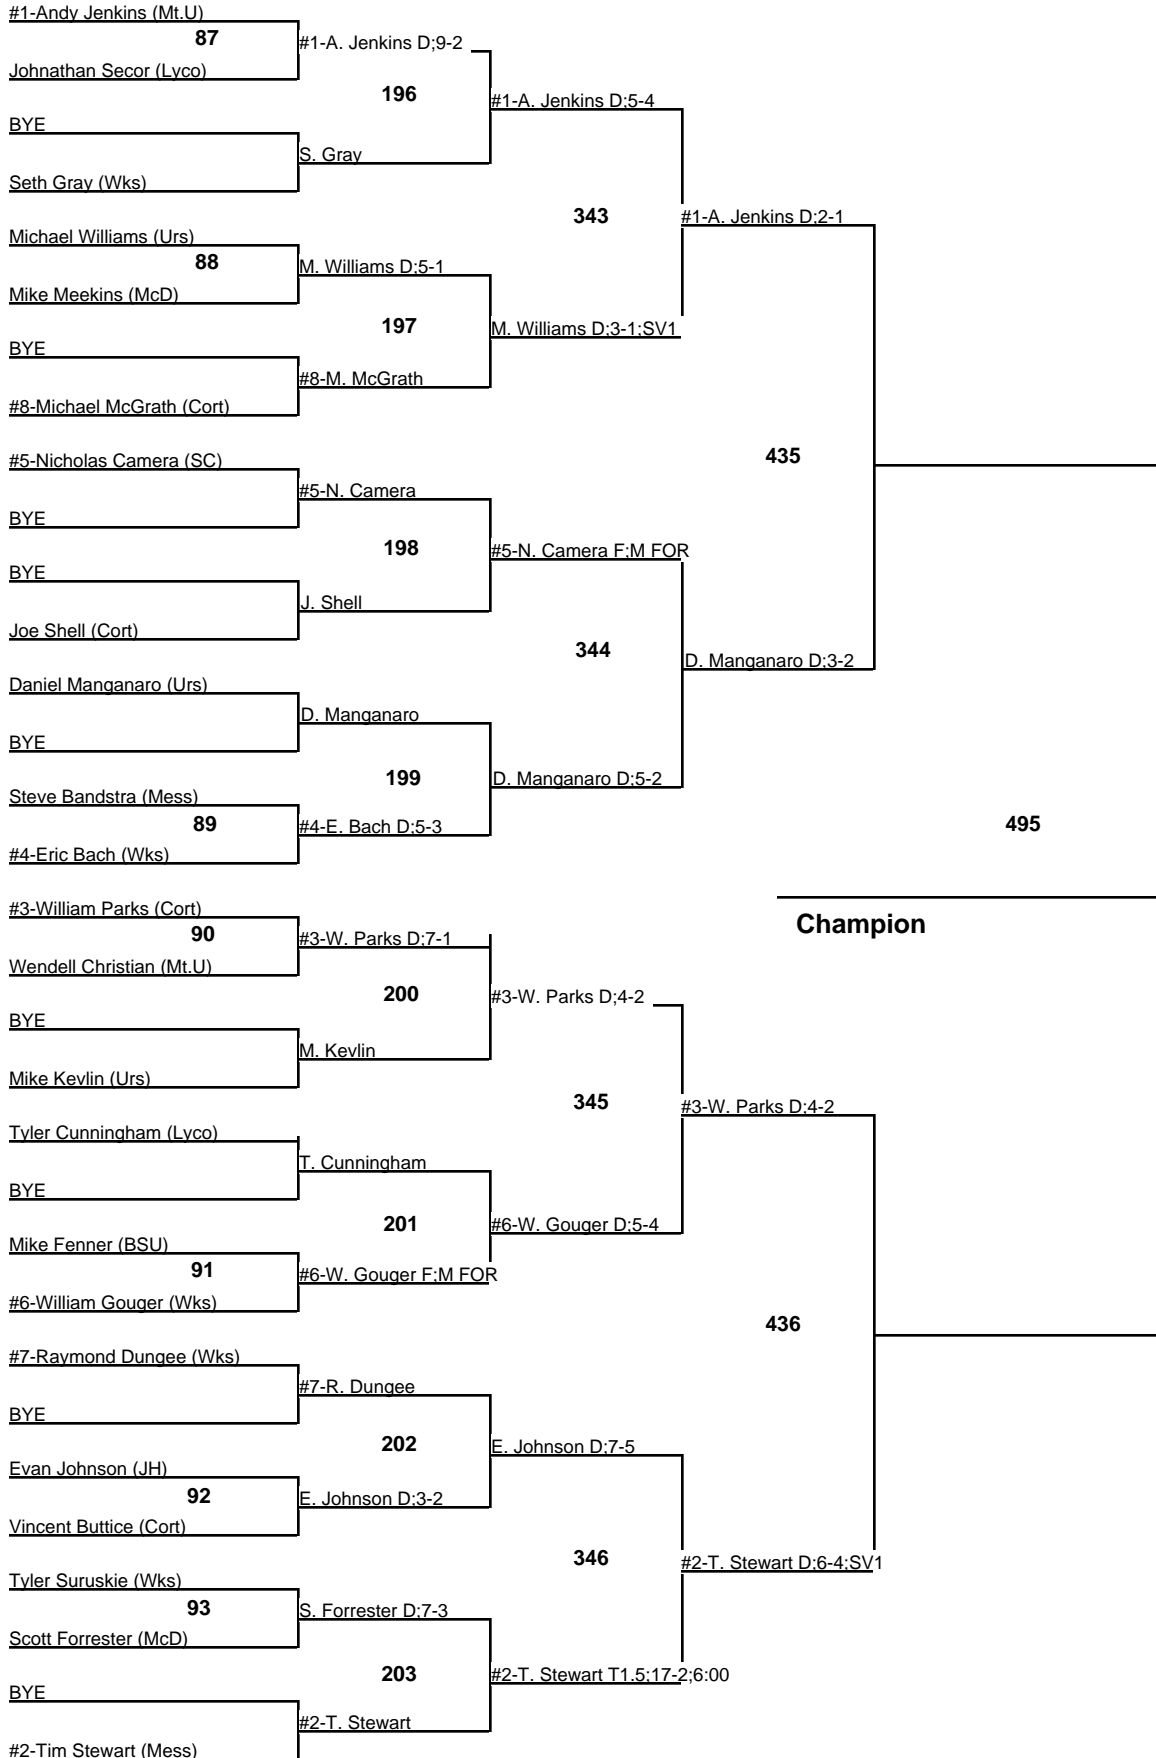 #1-Andy Jenkins (Mt.U)
87
#1-A. Jenkins D;9-2
Johnathan Secor (Lyco)
196
#1-A. Jenkins D;5-4
BYE
S. Gray
Seth Gray (Wks)
343
#1-A. Jenkins D;2-1
Michael Williams (Urs)
88
M. Williams D;5-1
Mike Meekins (McD)
197
M. Williams D;3-1;SV1
BYE
#8-M. McGrath
#8-Michael McGrath (Cort)
435
#5-Nicholas Camera (SC)
#5-N. Camera
BYE
198
#5-N. Camera F;M FOR
BYE
J. Shell
Joe Shell (Cort)
344
D. Manganaro D;3-2
Daniel Manganaro (Urs)
D. Manganaro
BYE
199
D. Manganaro D;5-2
Steve Bandstra (Mess)
89
#4-E. Bach D;5-3
495
#4-Eric Bach (Wks)
#3-William Parks (Cort)
Champion
90
#3-W. Parks D;7-1
Wendell Christian (Mt.U)
200
#3-W. Parks D;4-2
BYE
M. Kevlin
Mike Kevlin (Urs)
345
#3-W. Parks D;4-2
Tyler Cunningham (Lyco)
T. Cunningham
BYE
201
#6-W. Gouger D;5-4
Mike Fenner (BSU)
91
#6-W. Gouger F;M FOR
#6-William Gouger (Wks)
436
#7-Raymond Dungee (Wks)
#7-R. Dungee
BYE
202
E. Johnson D;7-5
Evan Johnson (JH)
92
E. Johnson D;3-2
Vincent Buttice (Cort)
346
#2-T. Stewart D;6-4;SV1
Tyler Suruskie (Wks)
93
S. Forrester D;7-3
Scott Forrester (McD)
203
#2-T. Stewart T1.5;17-2;6:00
BYE
#2-T. Stewart
#2-Tim Stewart (Mess)